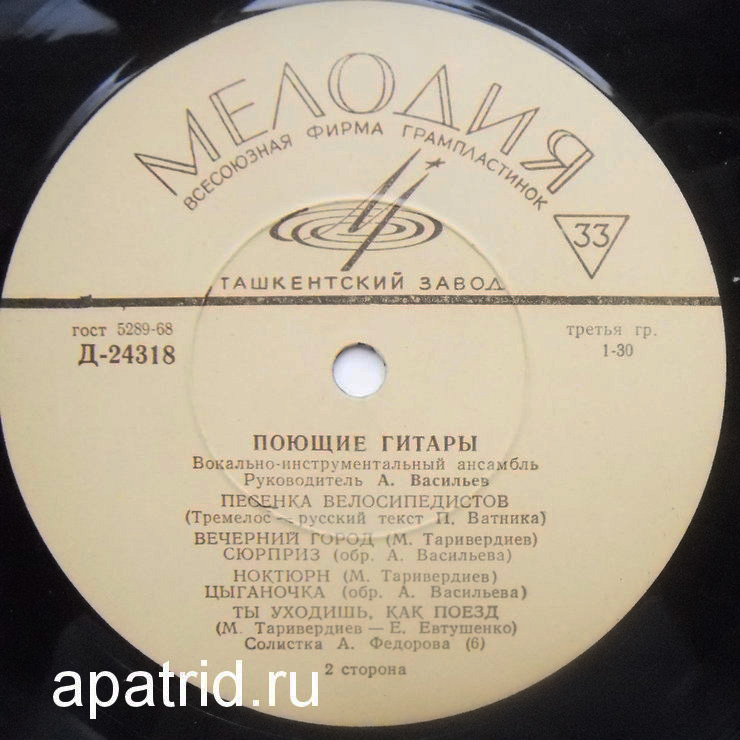 МЕЛОДИЯ
ВСЕСОЮЗНАЯ ФИРМА ГРАМПЛАСТИНОК
33
ТАШКЕНТСКИЙ ЗАВОД
гост 5289-68
третья гр.
Д-24318
1-30
ПОЮЩИЕ ГИТАРЫ
Вокально-инструментальный ансамбль
Руководитель А. Васильев
ПЕСЕНКА ВЕЛОСИПЕДИСТОВ
(Тремелос — русский текст П. Ватника)
ВЕЧЕРНИЙ ГОРОД (М. Таривердиев)
СЮРПРИЗ (обр. А. Васильева)
НОКТЮРН (М. Таривердиев)
ЦЫГАНОЧКА (обр. А. Васильева)
ТЫ УХОДИШЬ, КАК ПОЕЗД
(М. Таривердиев — Е. Евтушенко)
Солистка А. Федорова (6)
2 сторона
apatrid.ru